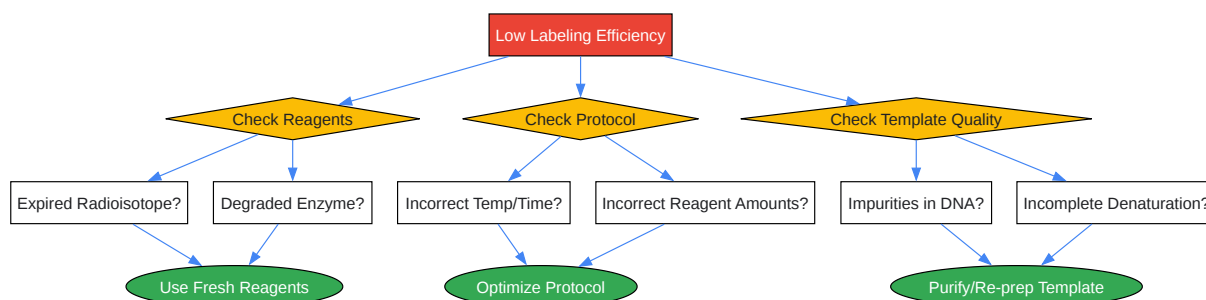 Low Labeling Efficiency
Check Reagents
Check Protocol
Check Template Quality
Expired Radioisotope?
Degraded Enzyme?
Incorrect Temp/Time?
Incorrect Reagent Amounts?
Impurities in DNA?
Incomplete Denaturation?
Use Fresh Reagents
Optimize Protocol
Purify/Re-prep Template